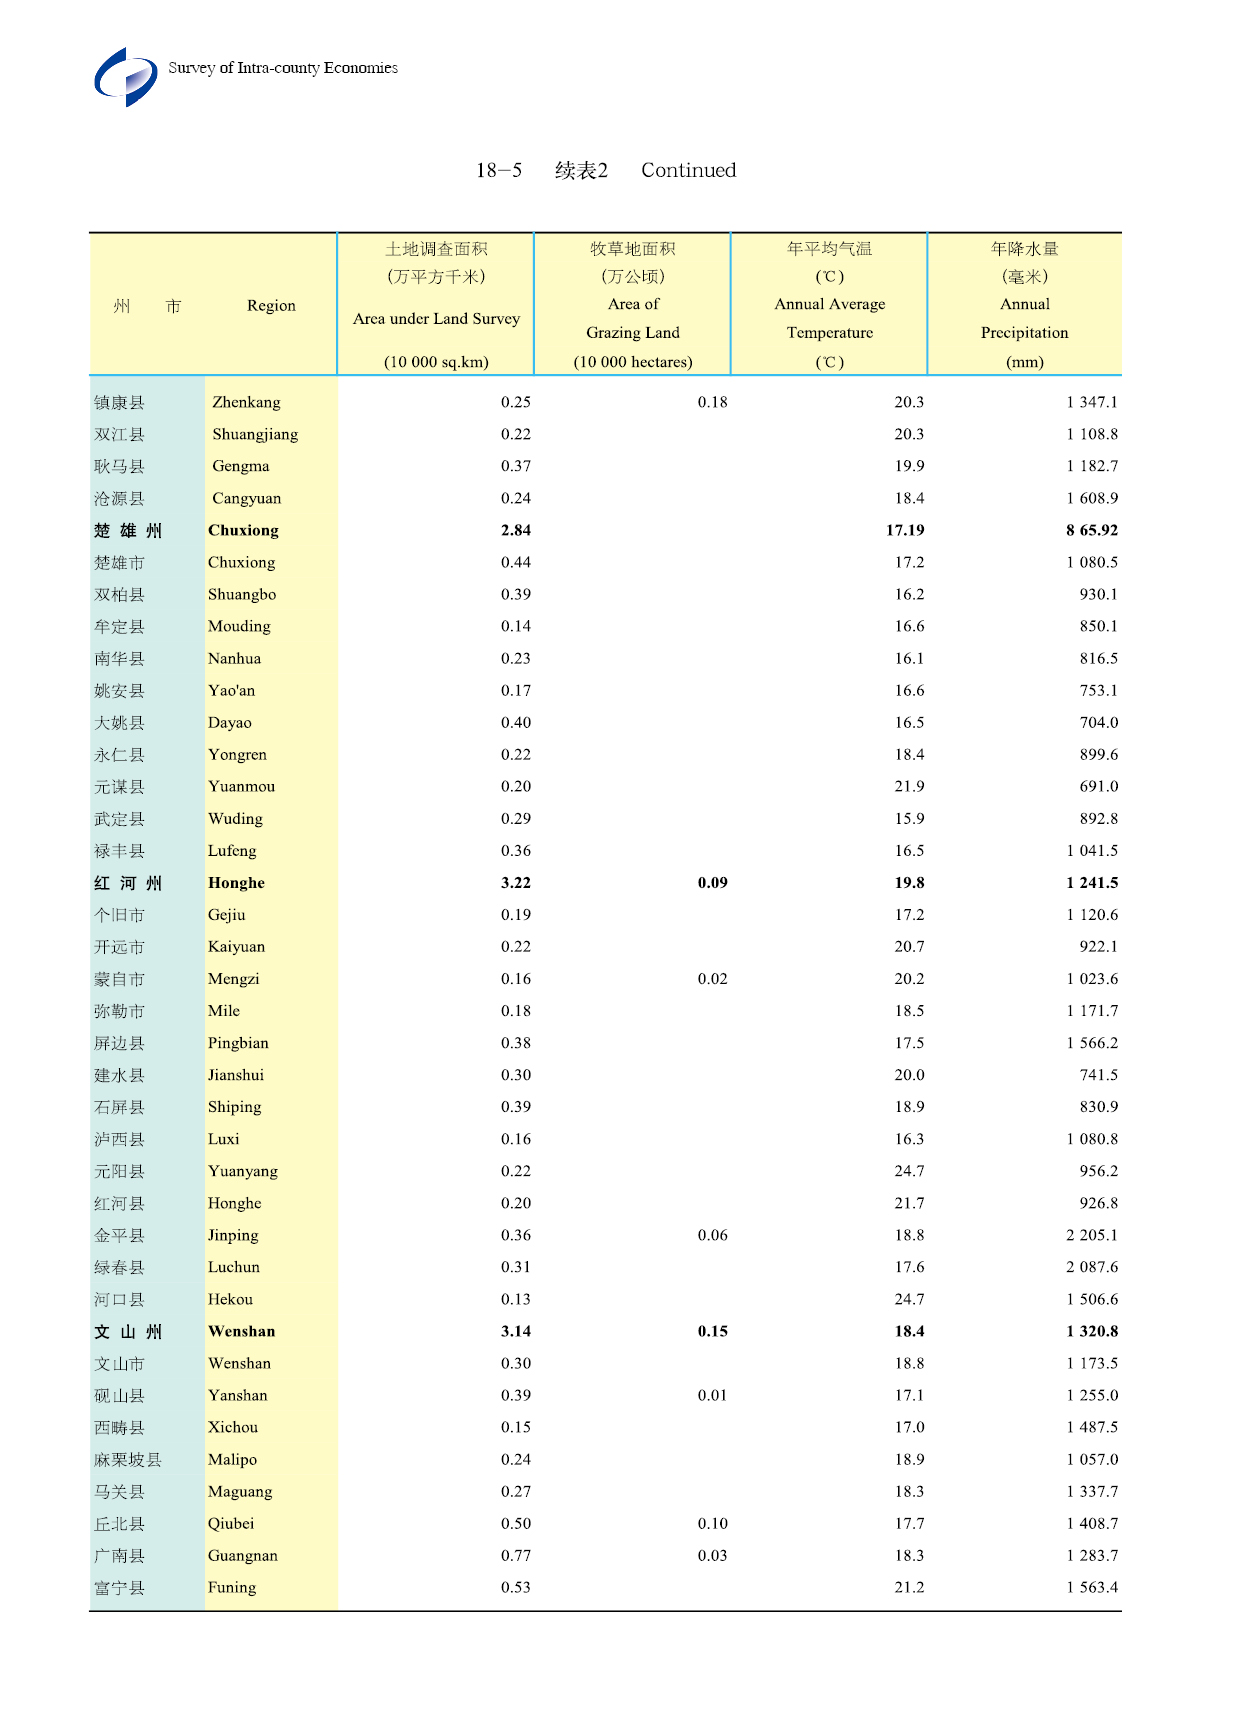 Survey of Intra-county Economies
18-5 续表2 Continued
州 市 Region
土地调查面积
(万平方千米)
Area under Land Survey
(10 000 sq.km)
牧草地面积
(万公顷)
Area of
Grazing Land
(10 000 hectares)
年平均气温
(℃)
Annual Average
Temperature
(℃)
年降水量
(毫米)
Annual
Precipitation
(mm)
镇康县 Zhenkang 0.25 0.18 20.3 1 347.1
双江县 Shuangjiang 0.22 20.3 1 108.8
耿马县 Gengma 0.37 19.9 1 182.7
沧源县 Cangyuan 0.24 18.4 1 608.9
楚 雄 州 Chuxiong 2.84 17.19 8 65.92
楚雄市 Chuxiong 0.44 17.2 1 080.5
双柏县 Shuangbo 0.39 16.2 930.1
牟定县 Mouding 0.14 16.6 850.1
南华县 Nanhua 0.23 16.1 816.5
姚安县 Yao'an 0.17 16.6 753.1
大姚县 Dayao 0.40 16.5 704.0
永仁县 Yongren 0.22 18.4 899.6
元谋县 Yuanmou 0.20 21.9 691.0
武定县 Wuding 0.29 15.9 892.8
禄丰县 Lufeng 0.36 16.5 1 041.5
红 河 州 Honghe 3.22 0.09 19.8 1 241.5
个旧市 Gejiu 0.19 17.2 1 120.6
开远市 Kaiyuan 0.22 20.7 922.1
蒙自市 Mengzi 0.16 0.02 20.2 1 023.6
弥勒市 Mile 0.18 18.5 1 171.7
屏边县 Pingbian 0.38 17.5 1 566.2
建水县 Jianshui 0.30 20.0 741.5
石屏县 Shiping 0.39 18.9 830.9
泸西县 Luxi 0.16 16.3 1 080.8
元阳县 Yuanyang 0.22 24.7 956.2
红河县 Honghe 0.20 21.7 926.8
金平县 Jinping 0.36 0.06 18.8 2 205.1
绿春县 Luchun 0.31 17.6 2 087.6
河口县 Hekou 0.13 24.7 1 506.6
文 山 州 Wenshan 3.14 0.15 18.4 1 320.8
文山市 Wenshan 0.30 18.8 1 173.5
砚山县 Yanshan 0.39 0.01 17.1 1 255.0
西畴县 Xichou 0.15 17.0 1 487.5
麻栗坡县 Malipo 0.24 18.9 1 057.0
马关县 Maguang 0.27 18.3 1 337.7
丘北县 Qiubei 0.50 0.10 17.7 1 408.7
广南县 Guangnan 0.77 0.03 18.3 1 283.7
富宁县 Funing 0.53 21.2 1 563.4